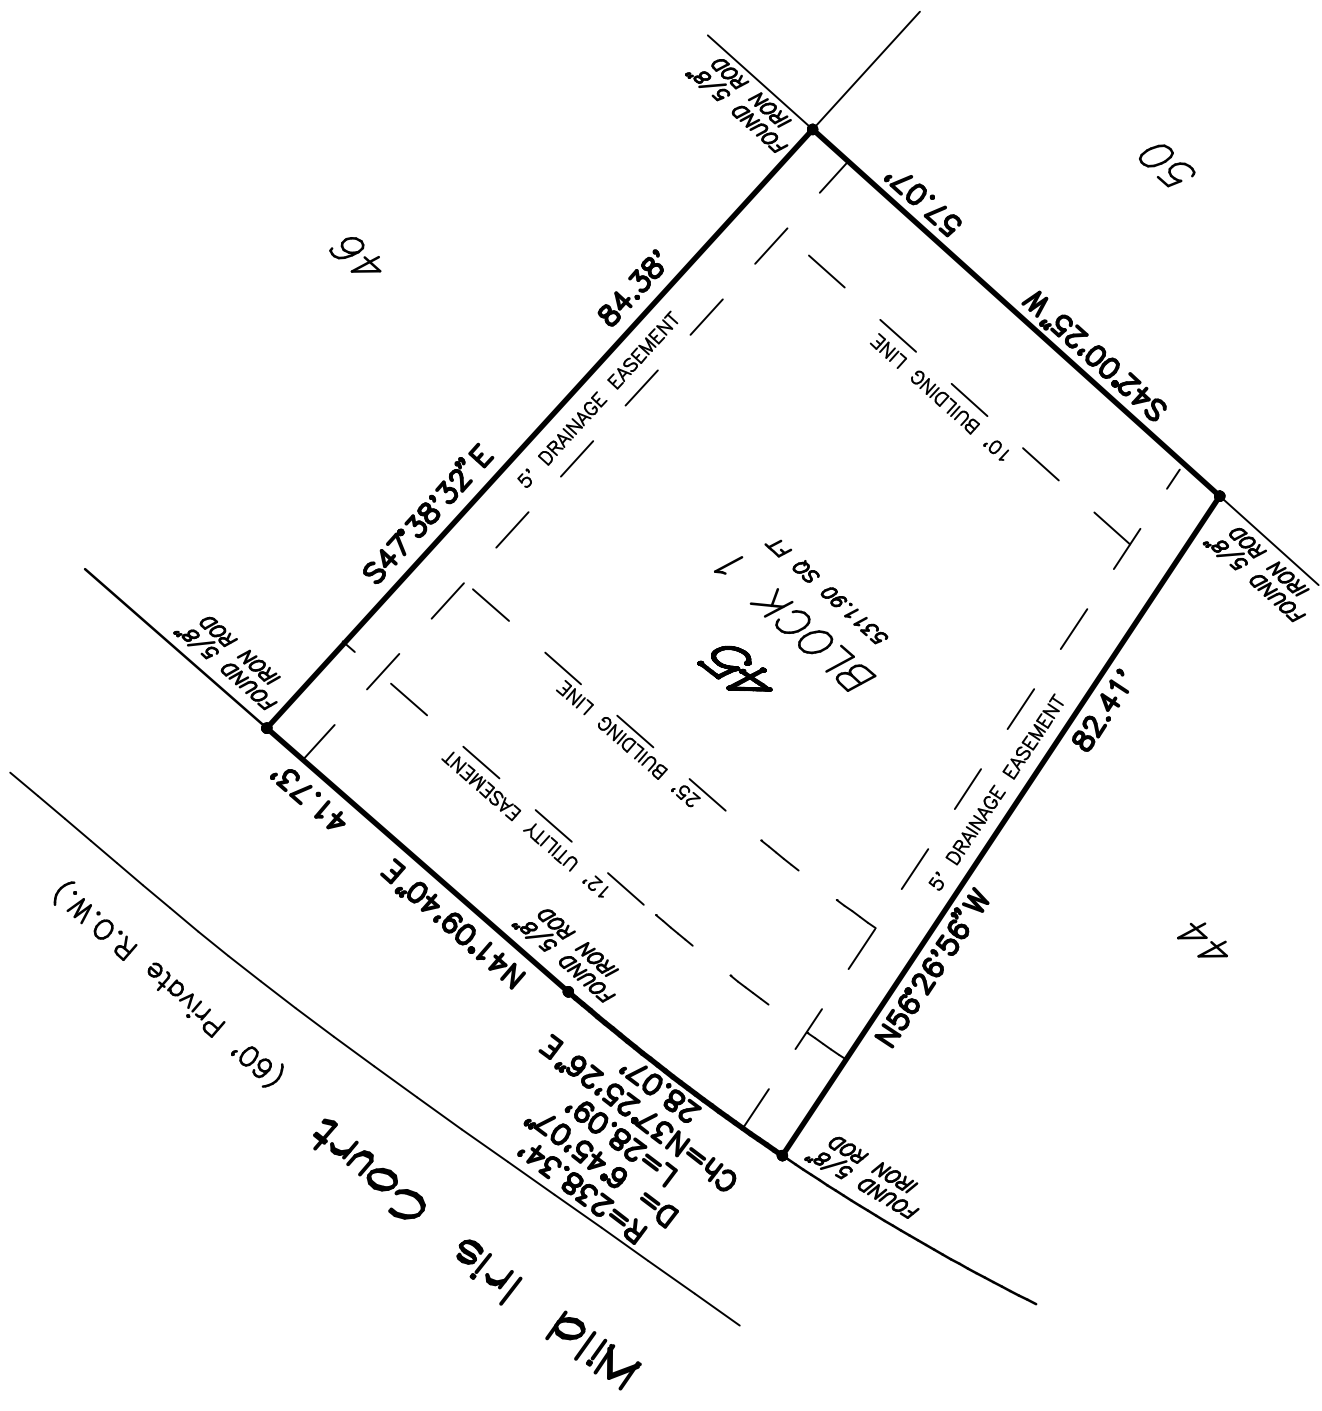 FOUND 5/8"
IRON ROD
50
46
57.07'
84.38'
S42°00'25"W
5' DRAINAGE EASEMENT
10' BUILDING LINE
S47°38'32"E
FOUND 5/8"
IRON ROD
45
BLOCK 1
5311.90 SQ FT
FOUND 5/8"
IRON ROD
25' BUILDING LINE
82.41'
5' DRAINAGE EASEMENT
12' UTILITY EASEMENT
41.73'
N41°09'40"E
FOUND 5/8"
IRON ROD
N56°26'56"W
44
(60' Private R.O.W.)
R=238.34'
D= 6°45'07"
L=28.09'
Ch=N37°25'26"E
28.07'
FOUND 5/8"
IRON ROD
Wild Iris Court